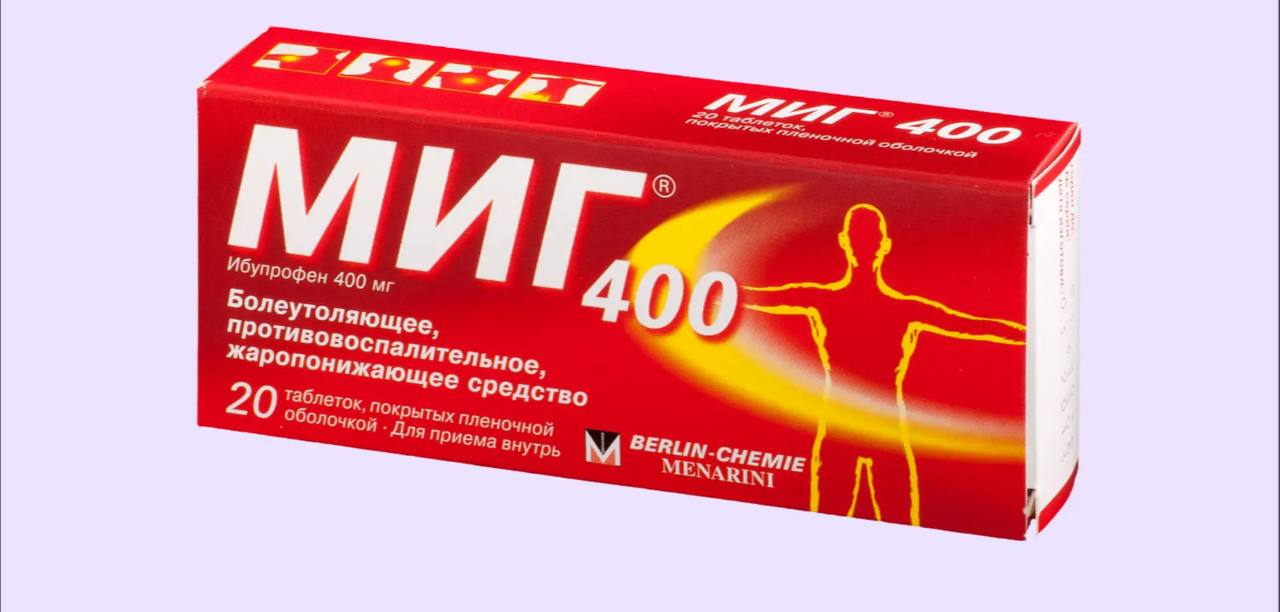 МИГ® 400
20 таблеток,
покрытых пленочной оболочкой
МИГ®
400
Ибупрофен 400 мг
Болеутоляющее,
противовоспалительное,
жаропонижающее средство
20 таблеток, покрытых пленочной
оболочкой · Для приема внутрь
BERLIN-CHEMIE
MENARINI